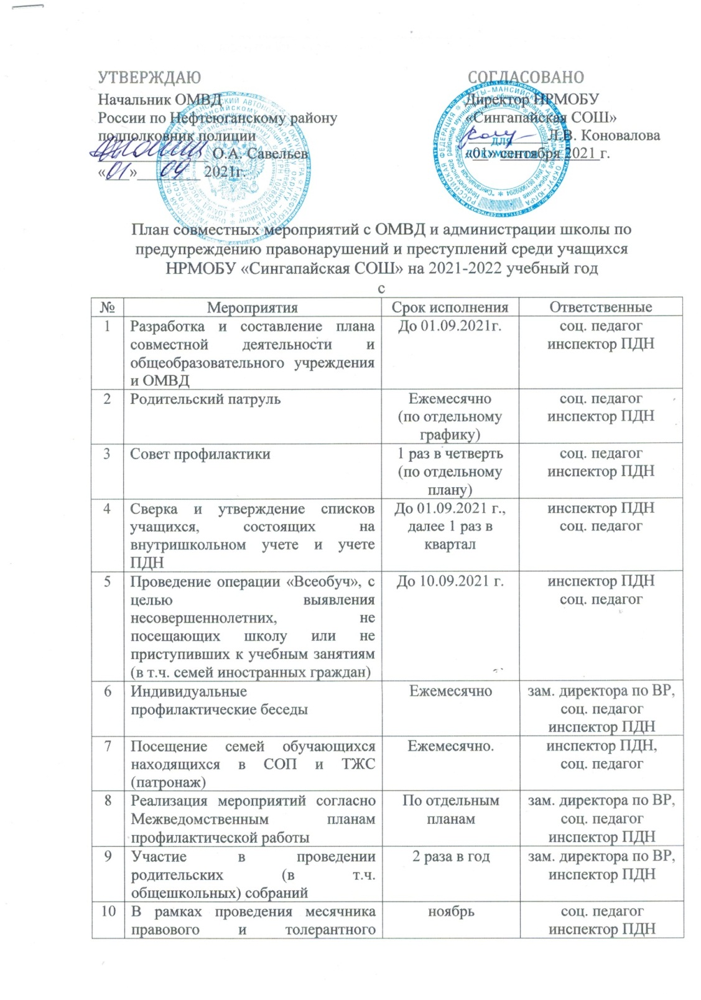 УТВЕРЖДАЮ
Начальник ОМВД
России по Нефтеюганскому району
подполковник полиции
О.А. Савельев
«01» 09 2021г.
СОГЛАСОВАНО
Директор НРМОБУ
«Сингапайская СОШ»
Л.В. Коновалова
«01» сентября 2021 г.
ДЛЯ
ДОКУМЕНТОВ
План совместных мероприятий с ОМВД и администрации школы по
предупреждению правонарушений и преступлений среди учащихся
НРМОБУ «Сингапайская СОШ» на 2021-2022 учебный год
с
№ Мероприятия Срок исполнения Ответственные
1 Разработка и составление плана До 01.09.2021г. соц. педагог
совместной деятельности и инспектор ПДН
общеобразовательного учреждения
и ОМВД
2 Родительский патруль Ежемесячно соц. педагог
(по отдельному инспектор ПДН
графику)
3 Совет профилактики 1 раз в четверть соц. педагог
(по отдельному инспектор ПДН
плану)
4 Сверка и утверждение списков До 01.09.2021 г., инспектор ПДН
учащихся, состоящих на далее 1 раз в соц. педагог
внутришкольном учете и учете квартал
ПДН
5 Проведение операции «Всеобуч», с До 10.09.2021 г. инспектор ПДН
целью выявления соц. педагог
несовершеннолетних, не
посещающих школу или не
приступивших к учебным занятиям
(в т.ч. семей иностранных граждан)
6 Индивидуальные Ежемесячно зам. директора по ВР,
профилактические беседы соц. педагог
инспектор ПДН
7 Посещение семей обучающихся Ежемесячно. инспектор ПДН,
находящихся в СОП и ТЖС соц. педагог
(патронаж)
8 Реализация мероприятий согласно По отдельным зам. директора по ВР,
Межведомственным планам планам соц. педагог
профилактической работы инспектор ПДН
9 Участие в проведении 2 раза в год зам. директора по ВР,
родительских (в т.ч. инспектор ПДН
общешкольных) собраний
10 В рамках проведения месячника ноябрь соц. педагог
правового и толерантного инспектор ПДН